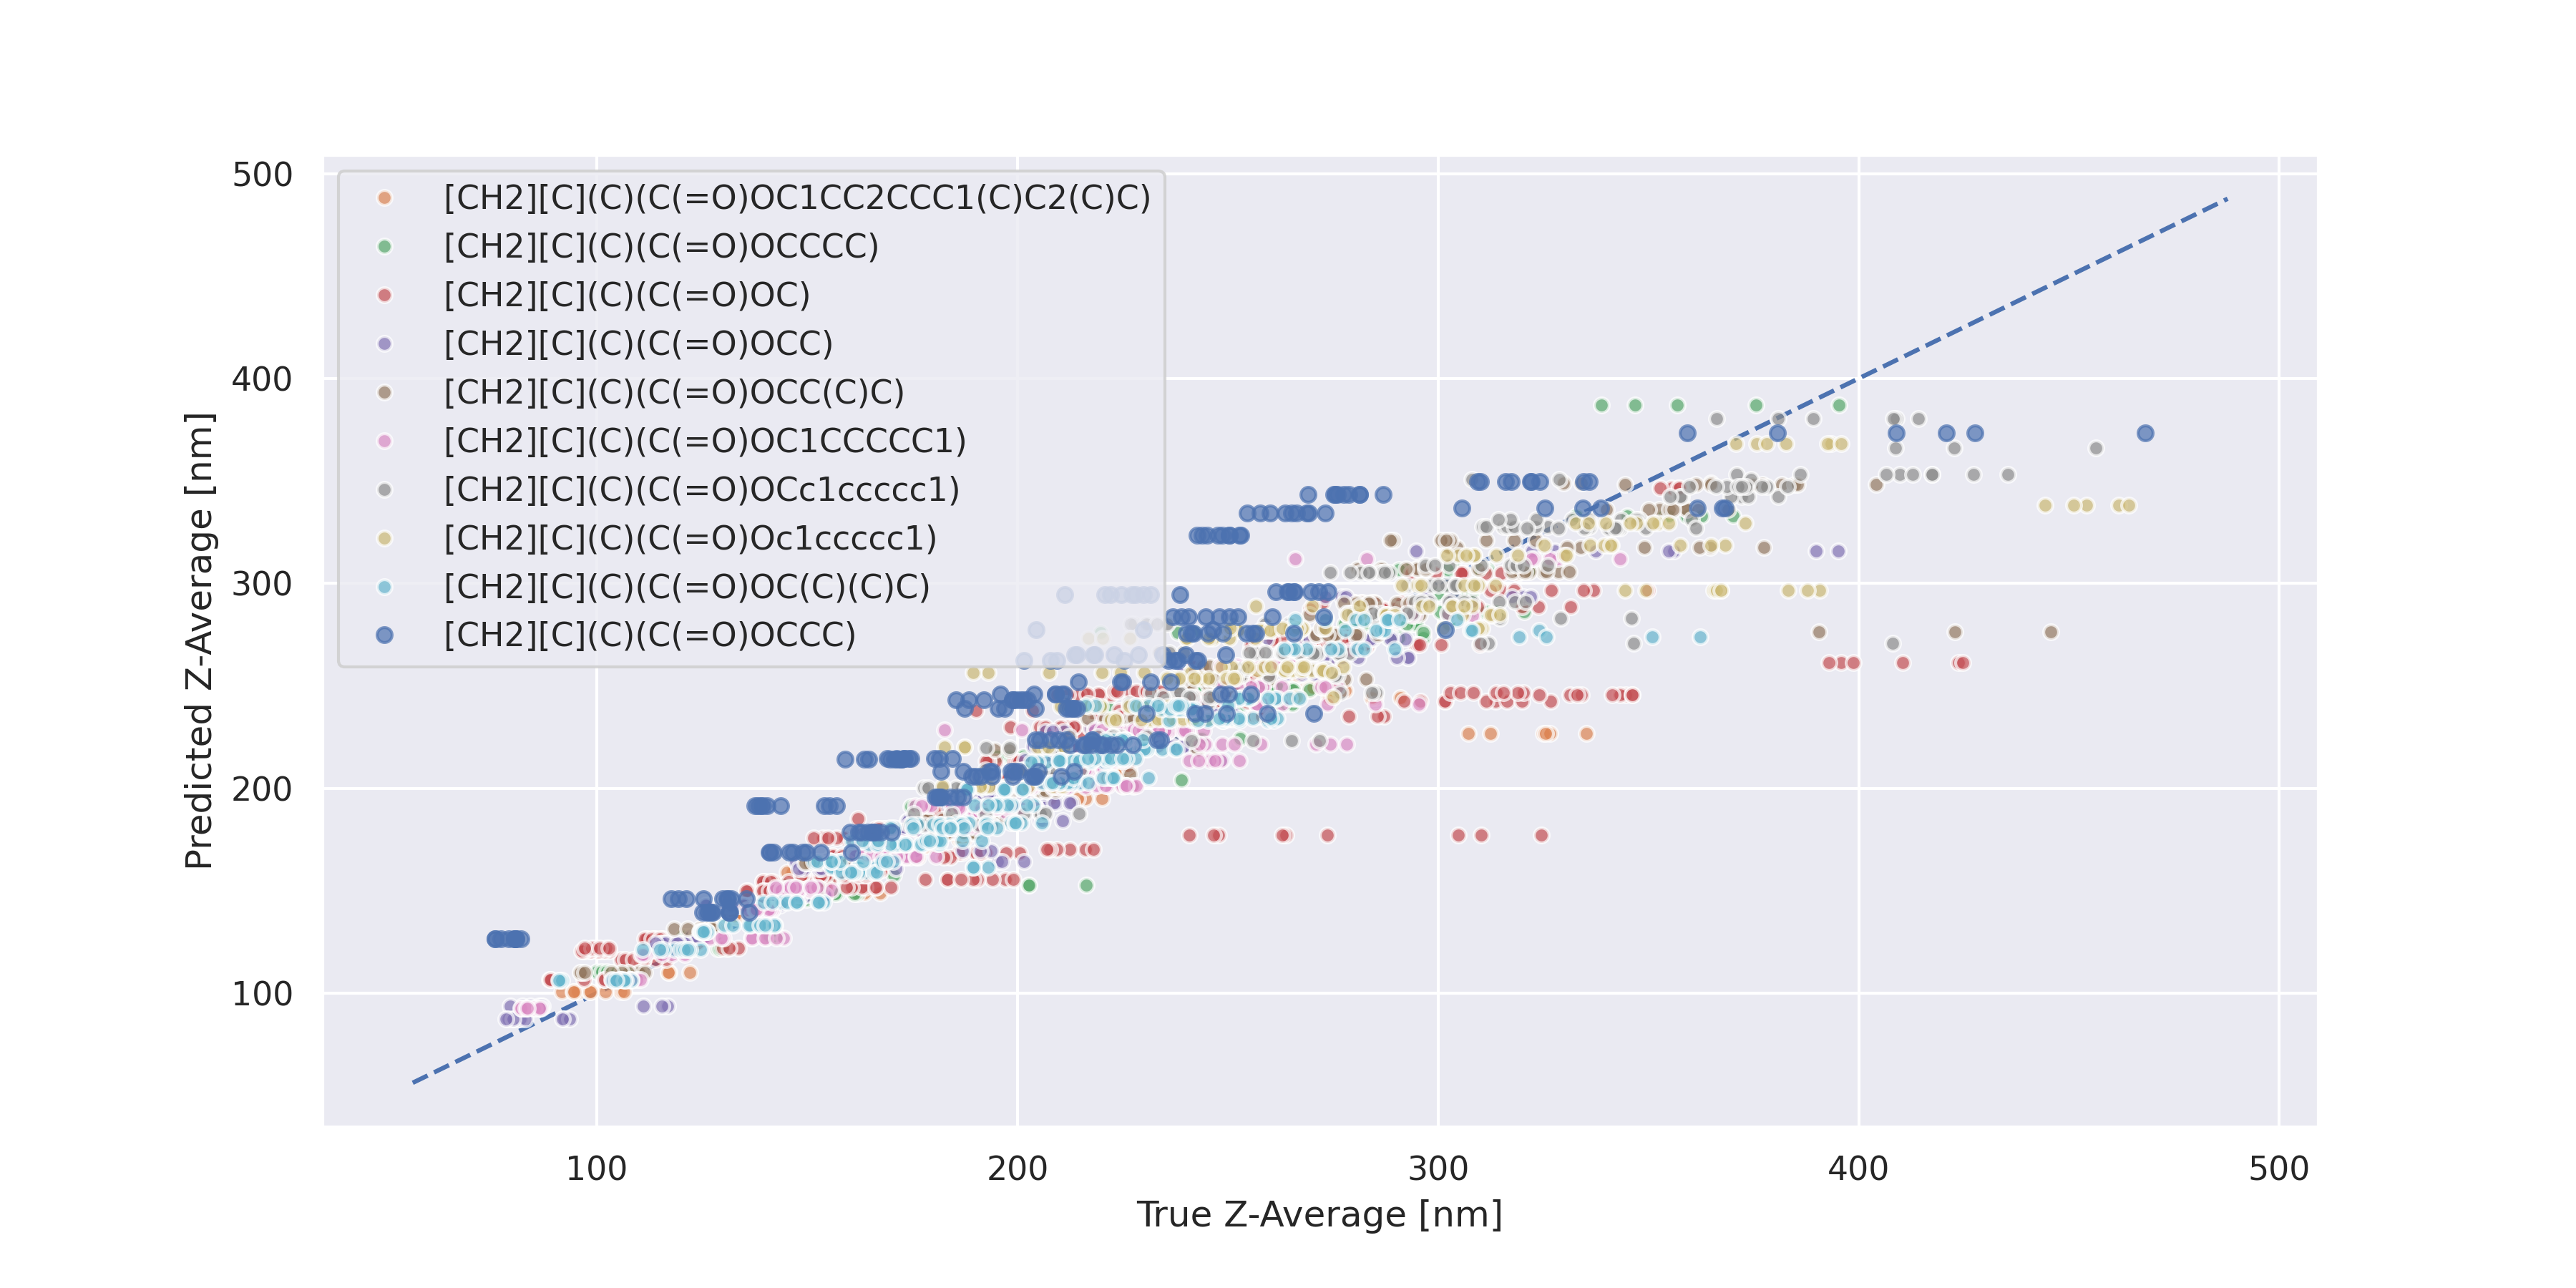 500
400
300
200
100
Predicted Z-Average [nm]
[CH2][C](C)(C(=O)OC1CC2CCC1(C)C2(C)C)
[CH2][C](C)(C(=O)OCCCC)
[CH2][C](C)(C(=O)OC)
[CH2][C](C)(C(=O)OCC)
[CH2][C](C)(C(=O)OCC(C)C)
[CH2][C](C)(C(=O)OC1CCCCC1)
[CH2][C](C)(C(=O)OCc1ccccc1)
[CH2][C](C)(C(=O)Oc1ccccc1)
[CH2][C](C)(C(=O)OC(C)(C)C)
[CH2][C](C)(C(=O)OCCC)
100 200 300 400 500
True Z-Average [nm]